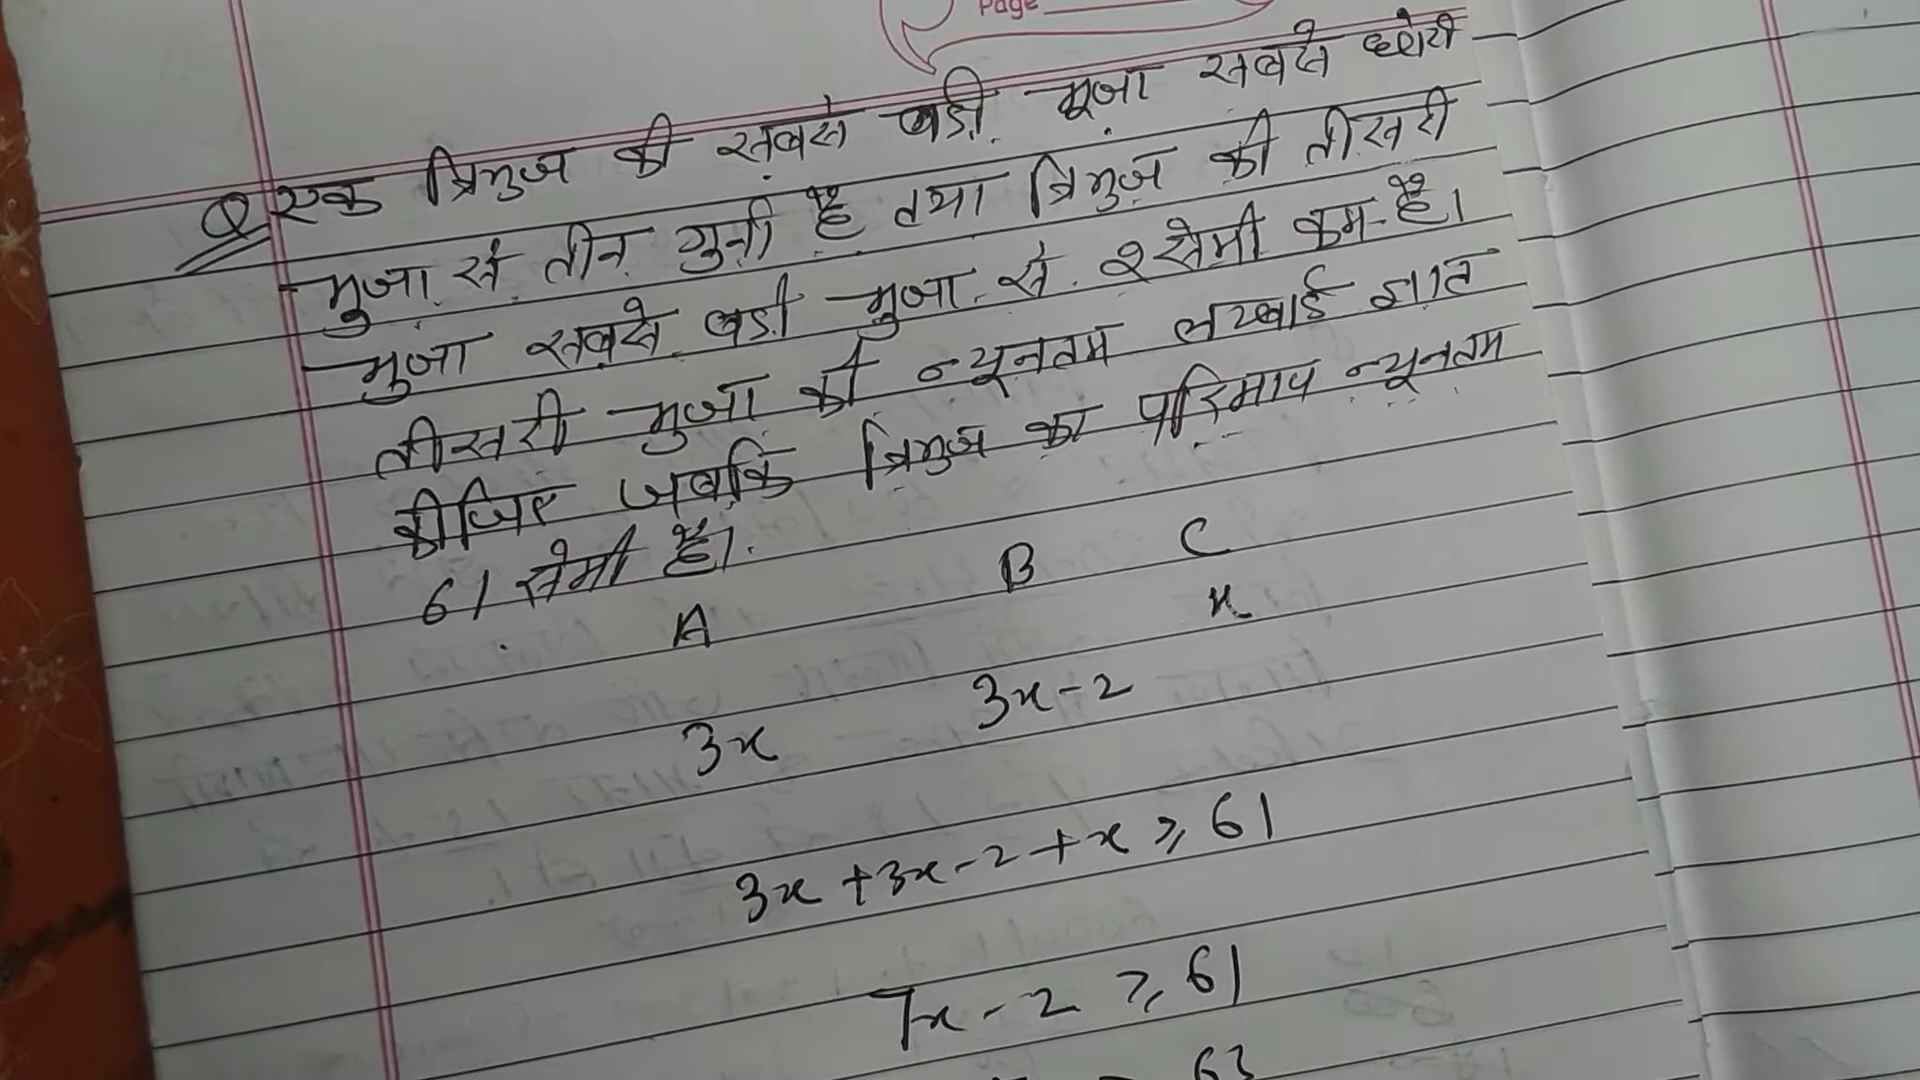 Page
Q एक त्रिभुज की सबसे बडी भूजा सबसे छोटी
भुजा से तीन गुनी है तथा त्रिभुज की तीसरी
भुजा सबसे बडी भुजा से 2 सेमी कम है।
तीसरी भुजा की न्यूनतम लम्बाई ज्ञात
कीजिए जबकि त्रिभुज का परिमाप न्यूनतम
61 सेमी है।
A B C
3x 3x-2 x
3x+3x-2+x ⩾ 61
7x-2 ⩾ 61
63